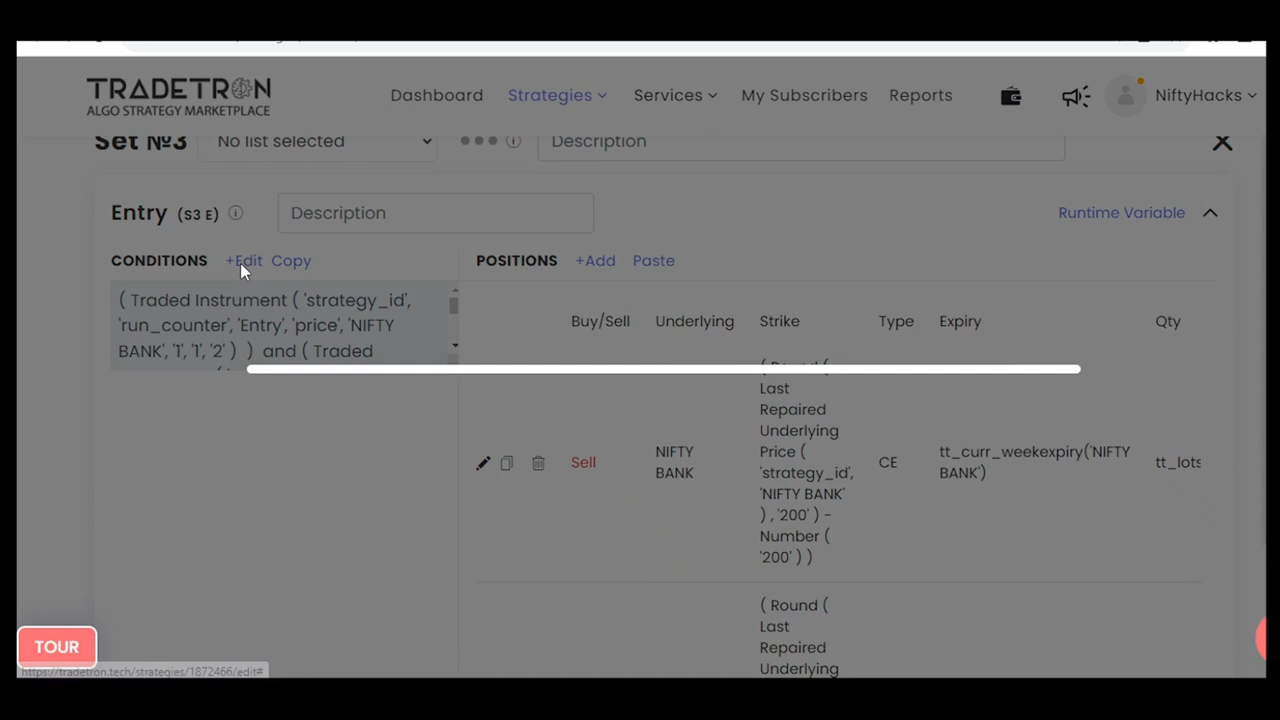 TRADETRON
ALGO STRATEGY MARKETPLACE
Dashboard Strategies Services My Subscribers Reports NiftyHacks
Set №3 No list selected Description
Entry (S3 E) Description Runtime Variable
CONDITIONS +Edit Copy POSITIONS +Add Paste
( Traded Instrument ( 'strategy_id',
'run_counter', 'Entry', 'price', 'NIFTY
BANK', '1', '1', '2' ) ) and ( Traded
Buy/Sell Underlying Strike Type Expiry Qty
( Round (
Last
Repaired
Underlying
Price (
'strategy_id',
'NIFTY BANK'
) , '200' ) -
Number (
'200' ) )
Sell
NIFTY
BANK
CE
tt_curr_weekexpiry('NIFTY
BANK')
tt_lots
( Round (
Last
Repaired
Underlying
TOUR
https://tradetron.tech/strategies/1872466/edit#